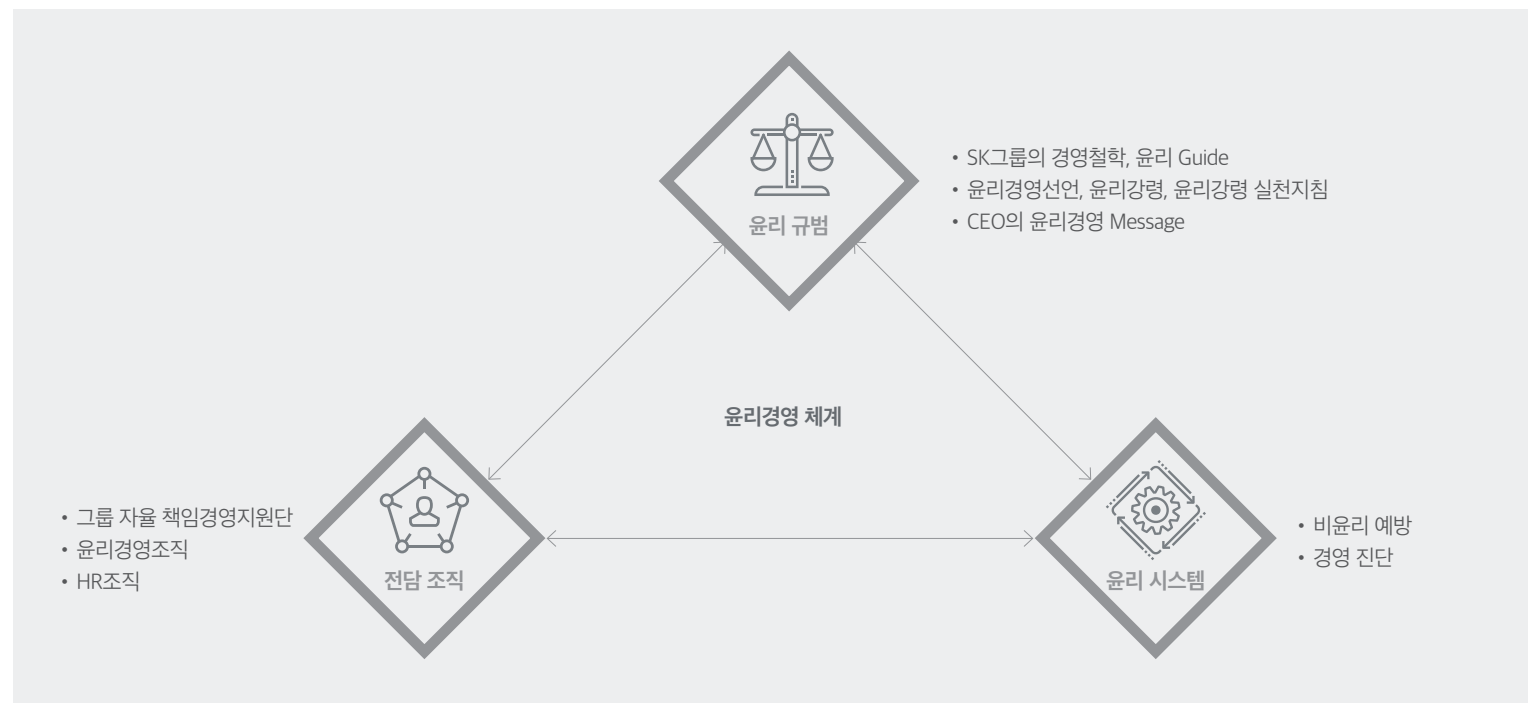 • SK그룹의 경영철학, 윤리 Guide
• 윤리경영선언, 윤리강령, 윤리강령 실천지침
• CEO의 윤리경영 Message
윤리 규범
윤리경영 체계
• 그룹 자율 책임경영지원단
• 윤리경영조직
• HR조직
전담 조직
윤리 시스템
• 비윤리 예방
• 경영 진단